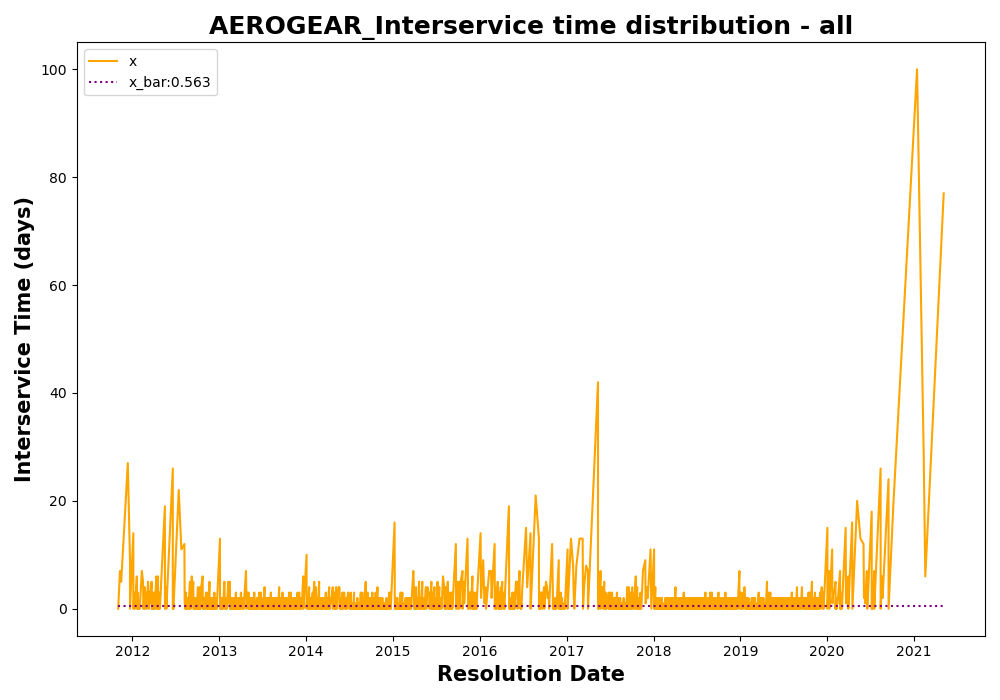 AEROGEAR_Interservice time distribution - all
x
x_bar:0.563
Interservice Time (days)
100
80
60
40
20
0
2012 2013 2014 2015 2016 2017 2018 2019 2020 2021
Resolution Date